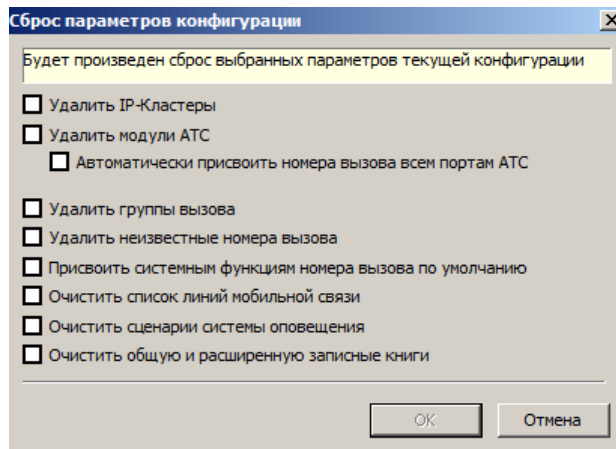 Сброс параметров конфигурации
Будет произведен сброс выбранных параметров текущей конфигурации
Удалить IP-Кластеры
Удалить модули АТС
Автоматически присвоить номера вызова всем портам АТС
Удалить группы вызова
Удалить неизвестные номера вызова
Присвоить системным функциям номера вызова по умолчанию
Очистить список линий мобильной связи
Очистить сценарии системы оповещения
Очистить общую и расширенную записные книги
OK
Отмена